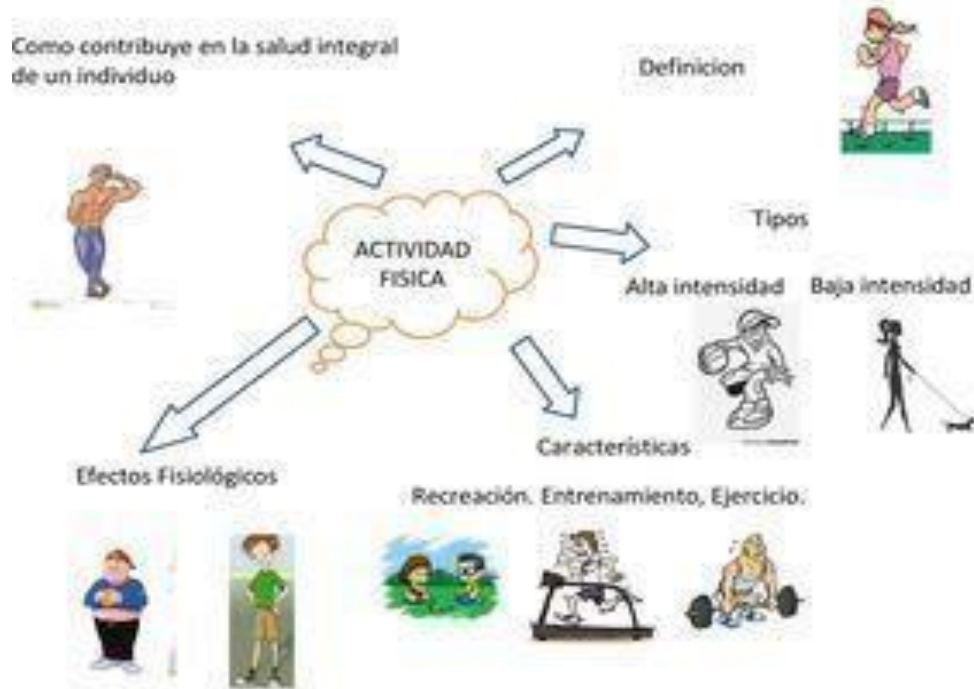 Como contribuye en la salud integral
de un individuo
Definicion
ACTIVIDAD
FISICA
Tipos
Alta intensidad
Baja intensidad
Características
Recreación. Entrenamiento, Ejercicio.
Efectos Fisiológicos